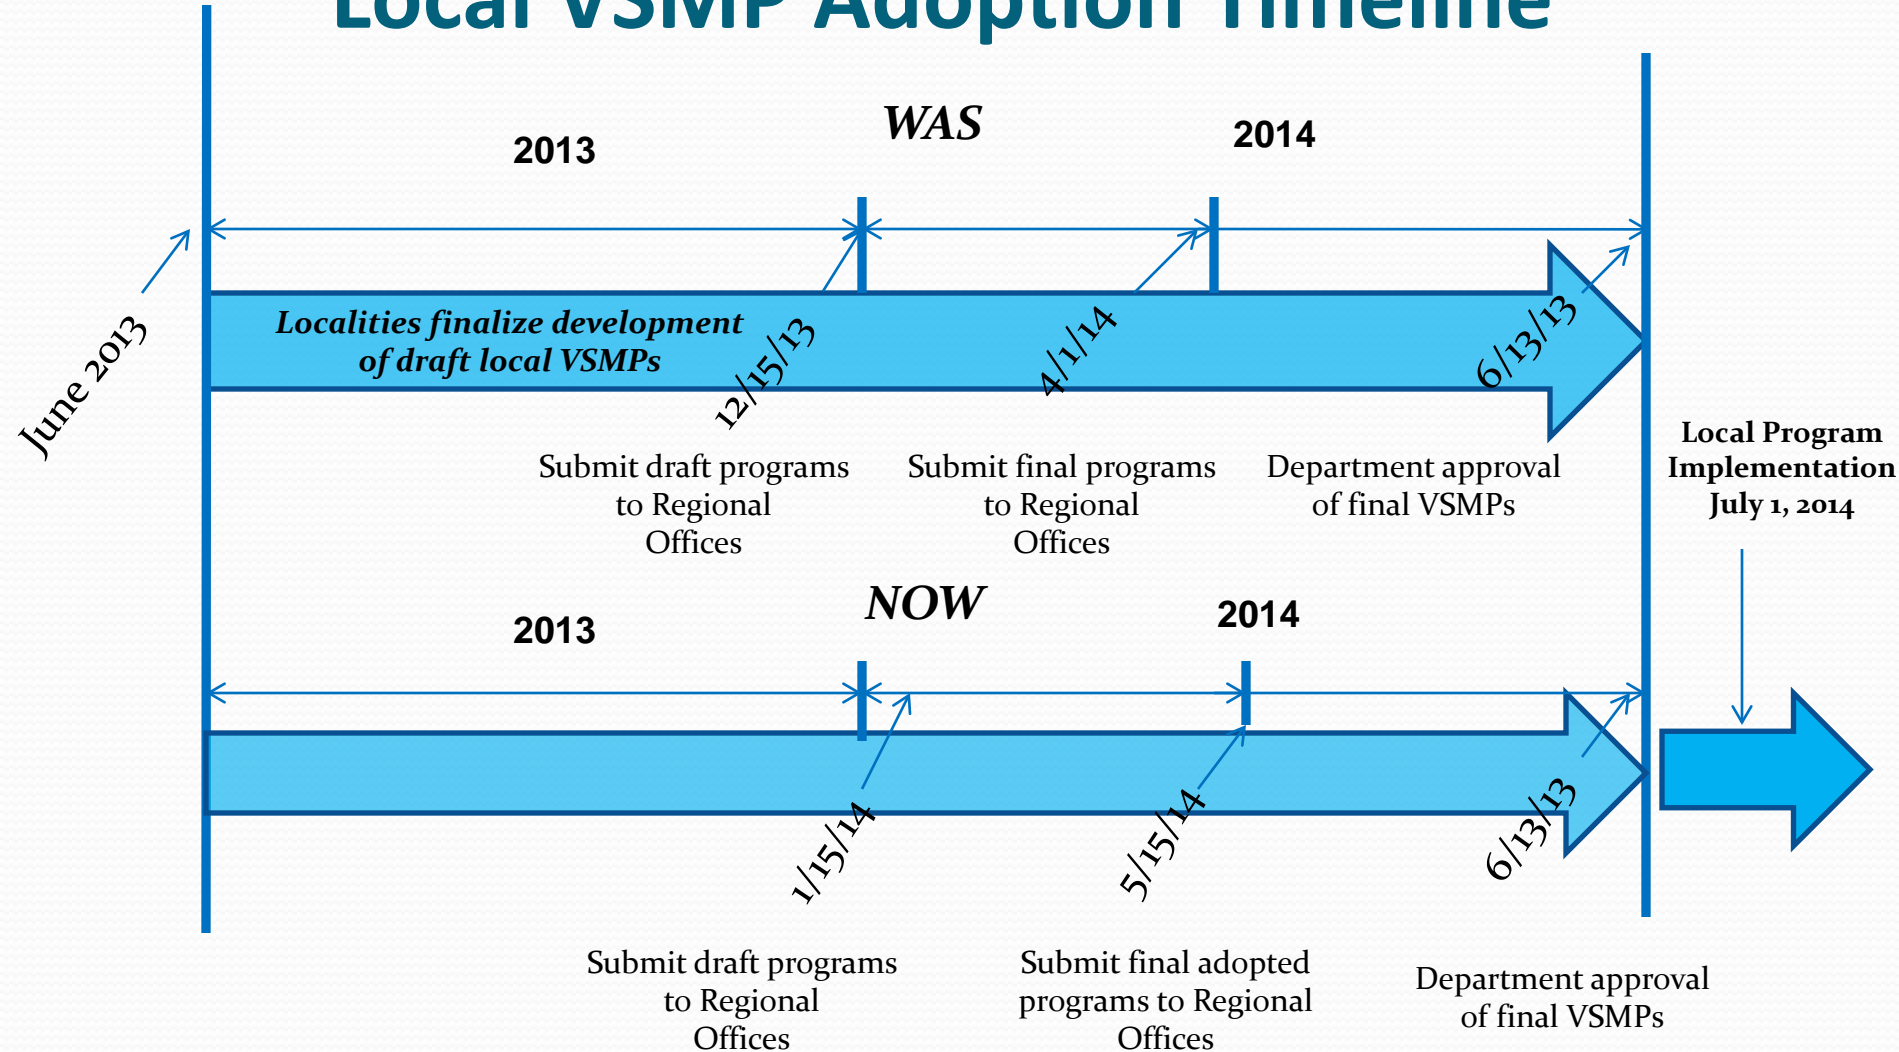 Local VSMP Adoption Timeline
WAS
2013
2014
June 2013
Localities finalize development
of draft local VSMPs
12/15/13
4/1/14
6/13/13
Submit draft programs
to Regional
Offices
Submit final programs
to Regional
Offices
Department approval
of final VSMPs
Local Program
Implementation
July 1, 2014
NOW
2013
2014
1/15/14
5/15/14
6/13/13
Submit draft programs
to Regional
Offices
Submit final adopted
programs to Regional
Offices
Department approval
of final VSMPs